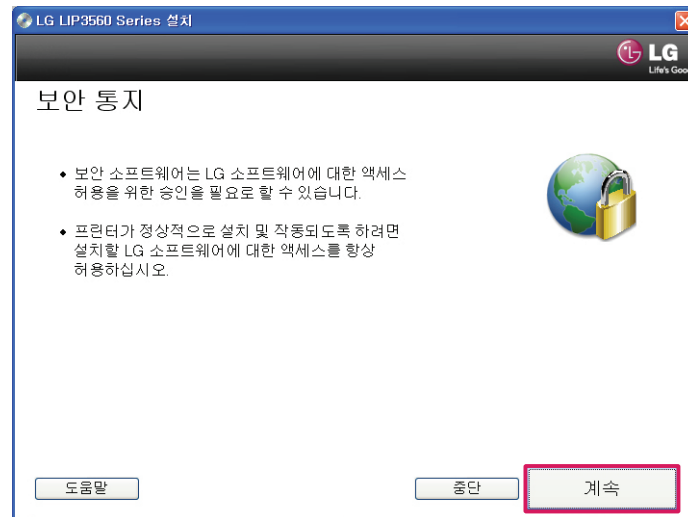 LG LIP3560 Series 설치
LG
Life's Good
보안 통지
• 보안 소프트웨어는 LG 소프트웨어에 대한 액세스
허용을 위한 승인을 필요로 할 수 있습니다.
• 프린터가 정상적으로 설치 및 작동되도록 하려면
설치할 LG 소프트웨어에 대한 액세스를 항상
허용하십시오.
도움말
중단
계속